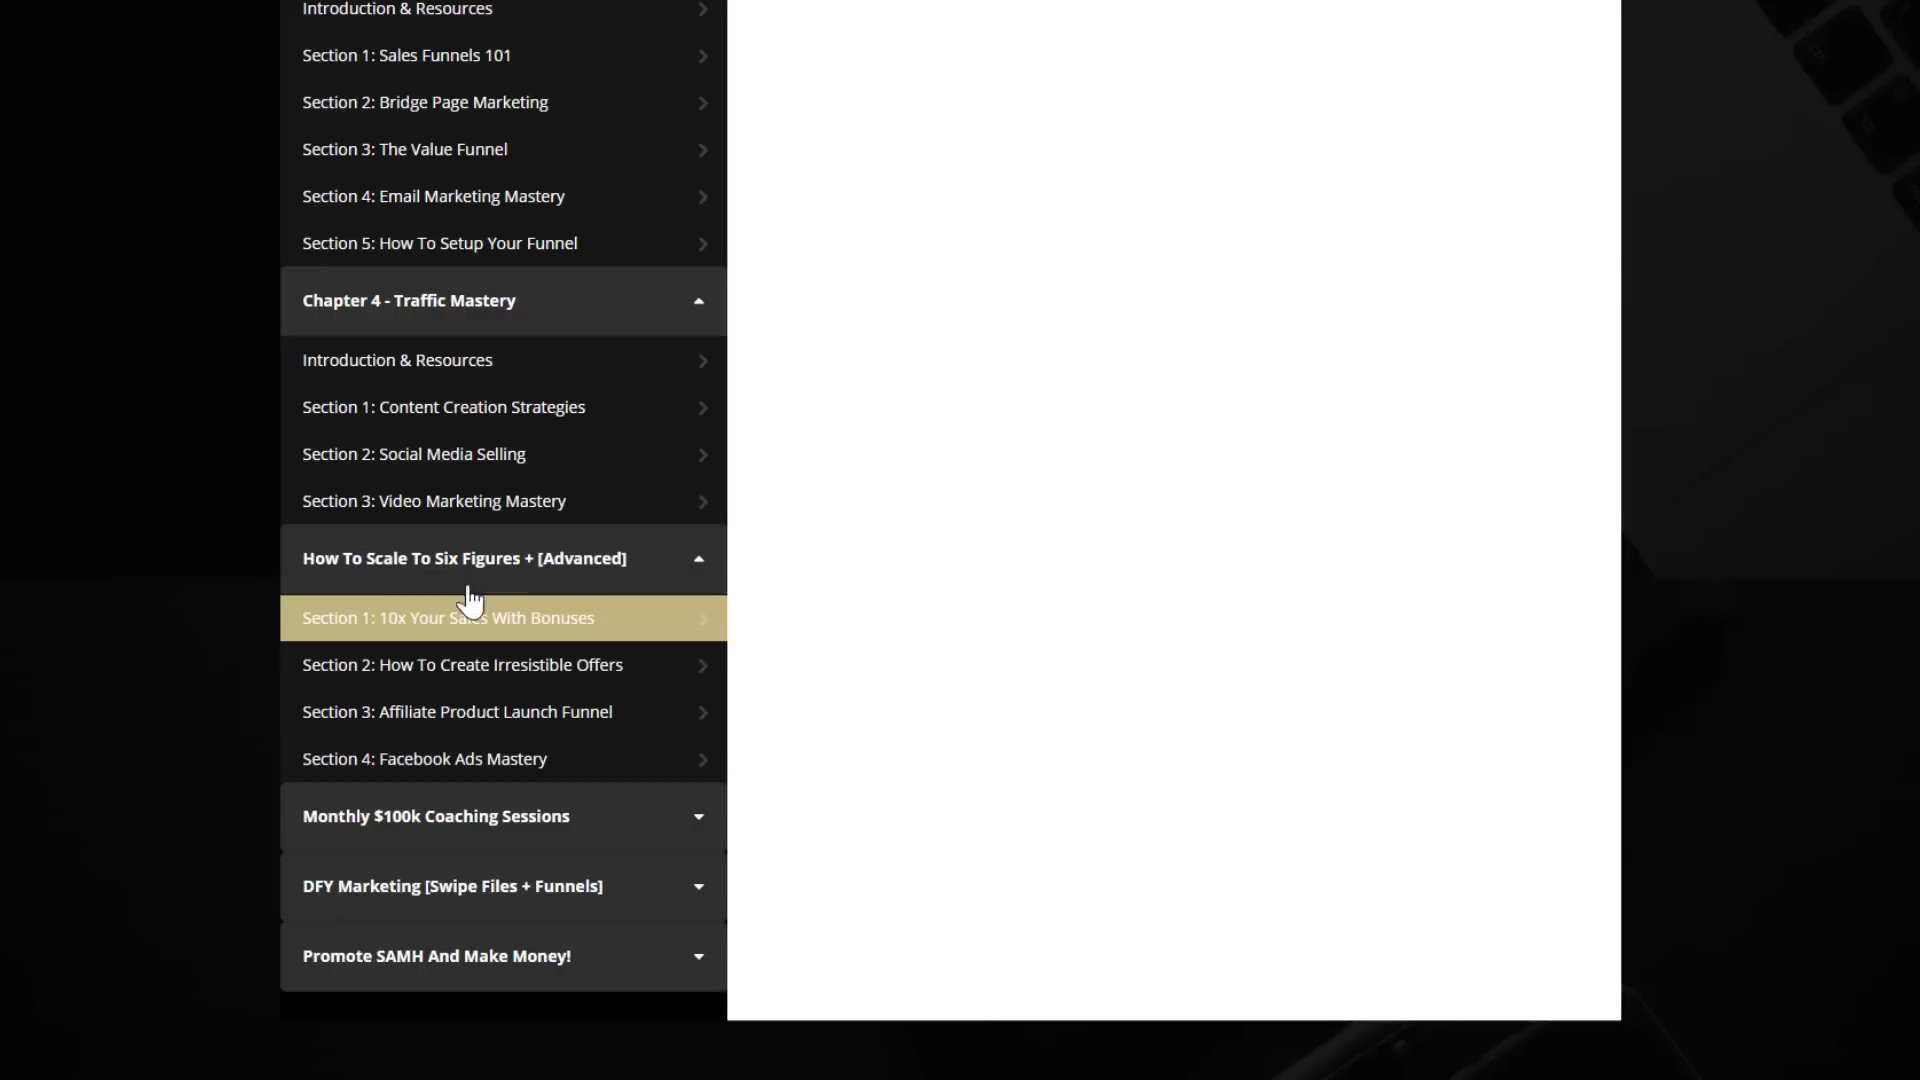 Introduction & Resources
Section 1: Sales Funnels 101
Section 2: Bridge Page Marketing
Section 3: The Value Funnel
Section 4: Email Marketing Mastery
Section 5: How To Setup Your Funnel
Chapter 4 - Traffic Mastery
Introduction & Resources
Section 1: Content Creation Strategies
Section 2: Social Media Selling
Section 3: Video Marketing Mastery
How To Scale To Six Figures + [Advanced]
Section 1: 10x Your Sales With Bonuses
Section 2: How To Create Irresistible Offers
Section 3: Affiliate Product Launch Funnel
Section 4: Facebook Ads Mastery
Monthly $100k Coaching Sessions
DFY Marketing [Swipe Files + Funnels]
Promote SAMH And Make Money!